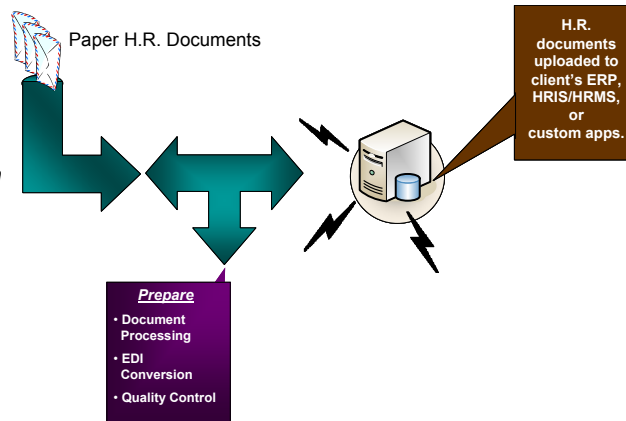 Paper H.R. Documents
H.R.
documents
uploaded to
client's ERP,
HRIS/HRMS,
or
custom apps.
Prepare
• Document
Processing
• EDI
Conversion
• Quality Control